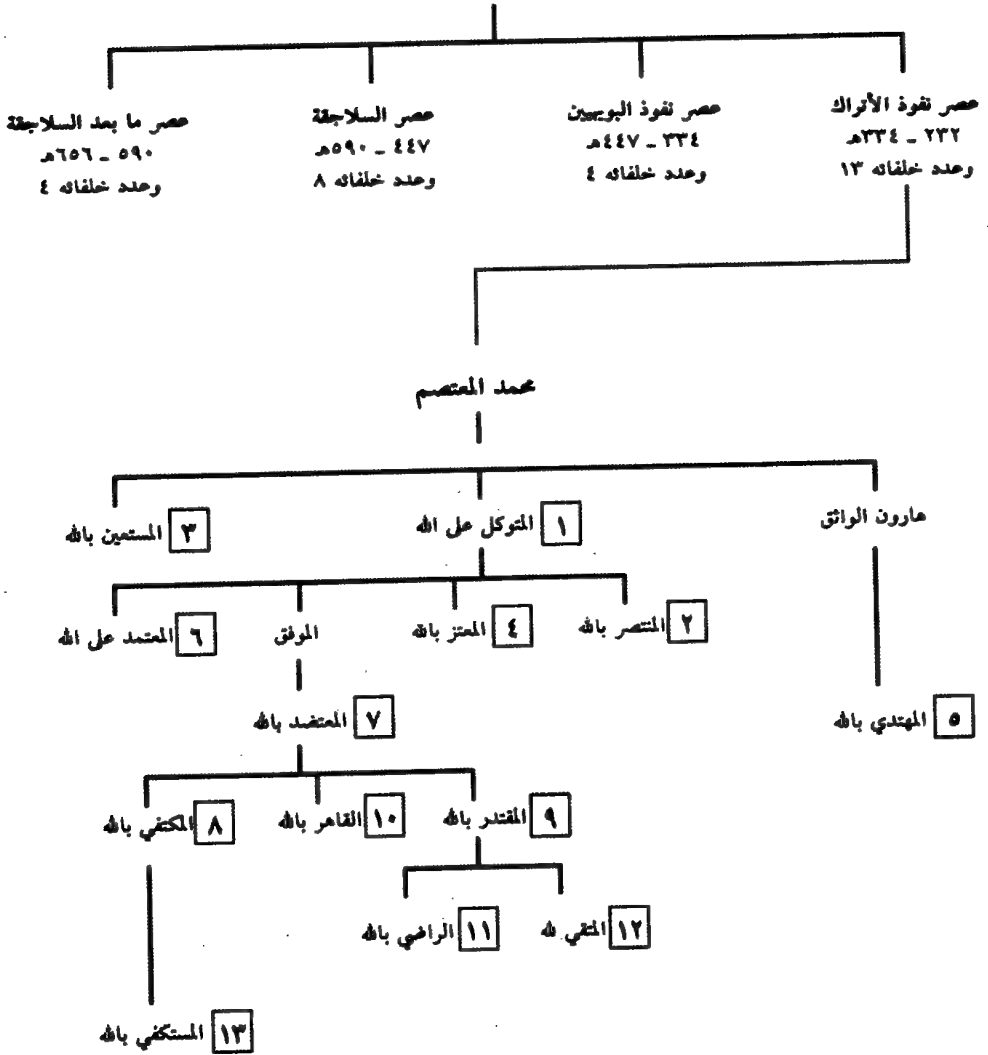 عصر نفوذ الأتراك
٢٣٢ - ٣٣٤هـ
وعدد خلفائه ١٣
عصر نفوذ البويهيين
٣٣٤ - ٤٤٧هـ
وعدد خلفائه ٤
عصر السلاجقة
٤٤٧ - ٥٩٠هـ
وعدد خلفائه ٨
عصر ما بعد السلاجقة
٥٩٠ - ٦٥٦هـ
وعدد خلفائه ٤
محمد المعتصم
هارون الواثق
١ المتوكل على الله
٣ المستعين بالله
٢ المنتصر بالله
٤ المعتز بالله
الموفق
٦ المعتمد على الله
٥ المهتدي بالله
٧ المعتضد بالله
٩ المقتدر بالله
١٠ القاهر بالله
٨ المكتفي بالله
١٢ المتقي لله
١١ الراضي بالله
١٣ المستكفي بالله